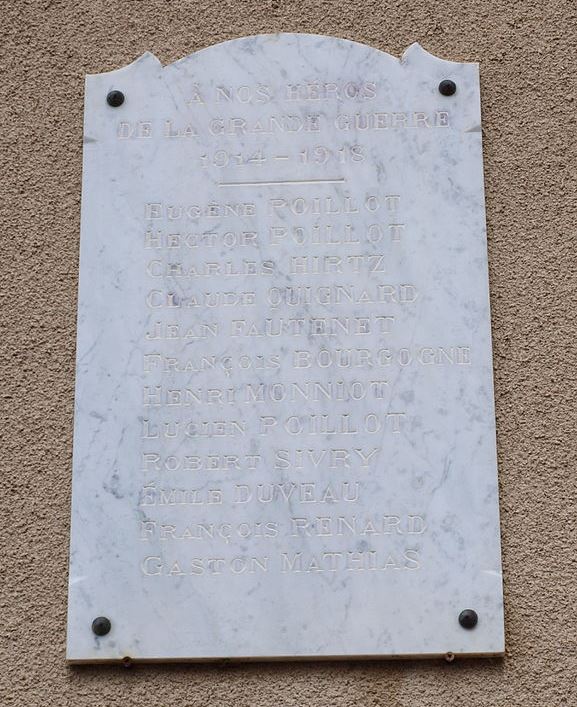 À NOS HÉROS
DE LA GRANDE GUERRE
1914-1918
EUGÈNE POILLOT
HECTOR POILLOT
CHARLES HIRTZ
CLAUDE QUIGNARD
JEAN FAUTENET
FRANÇOIS BOURGOGNE
HENRI MONNIOT
LUCIEN POILLOT
ROBERT SIVRY
ÉMILE DUVEAU
FRANÇOIS RENARD
GASTON MATHIAS